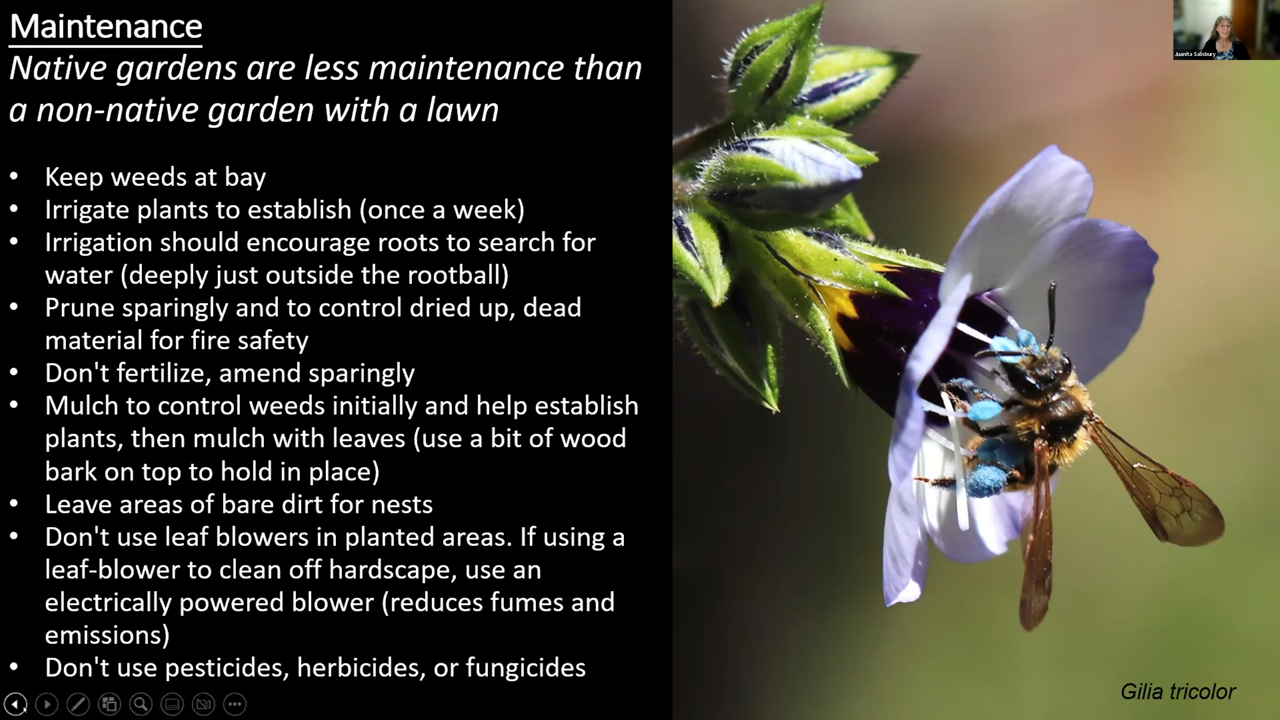 Maintenance
Native gardens are less maintenance than
a non-native garden with a lawn
• Keep weeds at bay
• Irrigate plants to establish (once a week)
• Irrigation should encourage roots to search for
water (deeply just outside the rootball)
• Prune sparingly and to control dried up, dead
material for fire safety
• Don't fertilize, amend sparingly
• Mulch to control weeds initially and help establish
plants, then mulch with leaves (use a bit of wood
bark on top to hold in place)
• Leave areas of bare dirt for nests
• Don't use leaf blowers in planted areas. If using a
leaf-blower to clean off hardscape, use an
electrically powered blower (reduces fumes and
emissions)
• Don't use pesticides, herbicides, or fungicides
Juanita Salisbury
Gilia tricolor